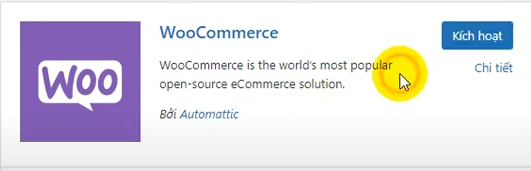 WOO
WooCommerce
Kích hoạt
WooCommerce is the world's most popular
Chi tiết
open-source eCommerce solution.
Bởi Automattic